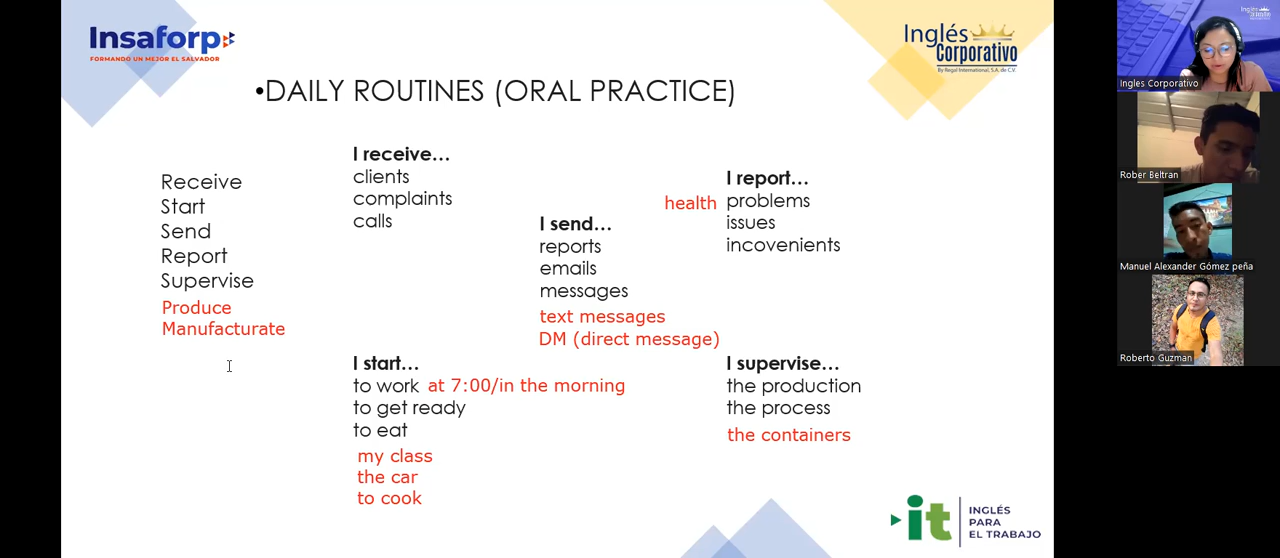 Insaforp
FORMANDO UN MEJOR EL SALVADOR
Inglés
Corporativo
By Regal International, S.A. de C.V.
•DAILY ROUTINES (ORAL PRACTICE)
Receive
Start
Send
Report
Supervise
Produce
Manufacturate
I receive...
clients
complaints
calls
I send...
reports
emails
messages
text messages
DM (direct message)
I report...
health problems
issues
incovenients
I start...
to work at 7:00/in the morning
to get ready
to eat
my class
the car
to cook
I supervise...
the production
the process
the containers
it
INGLÉS
PARA
EL TRABAJO
Ingles Corporativo
Rober Beltran
Manuel Alexander Gómez peña
Roberto Guzman